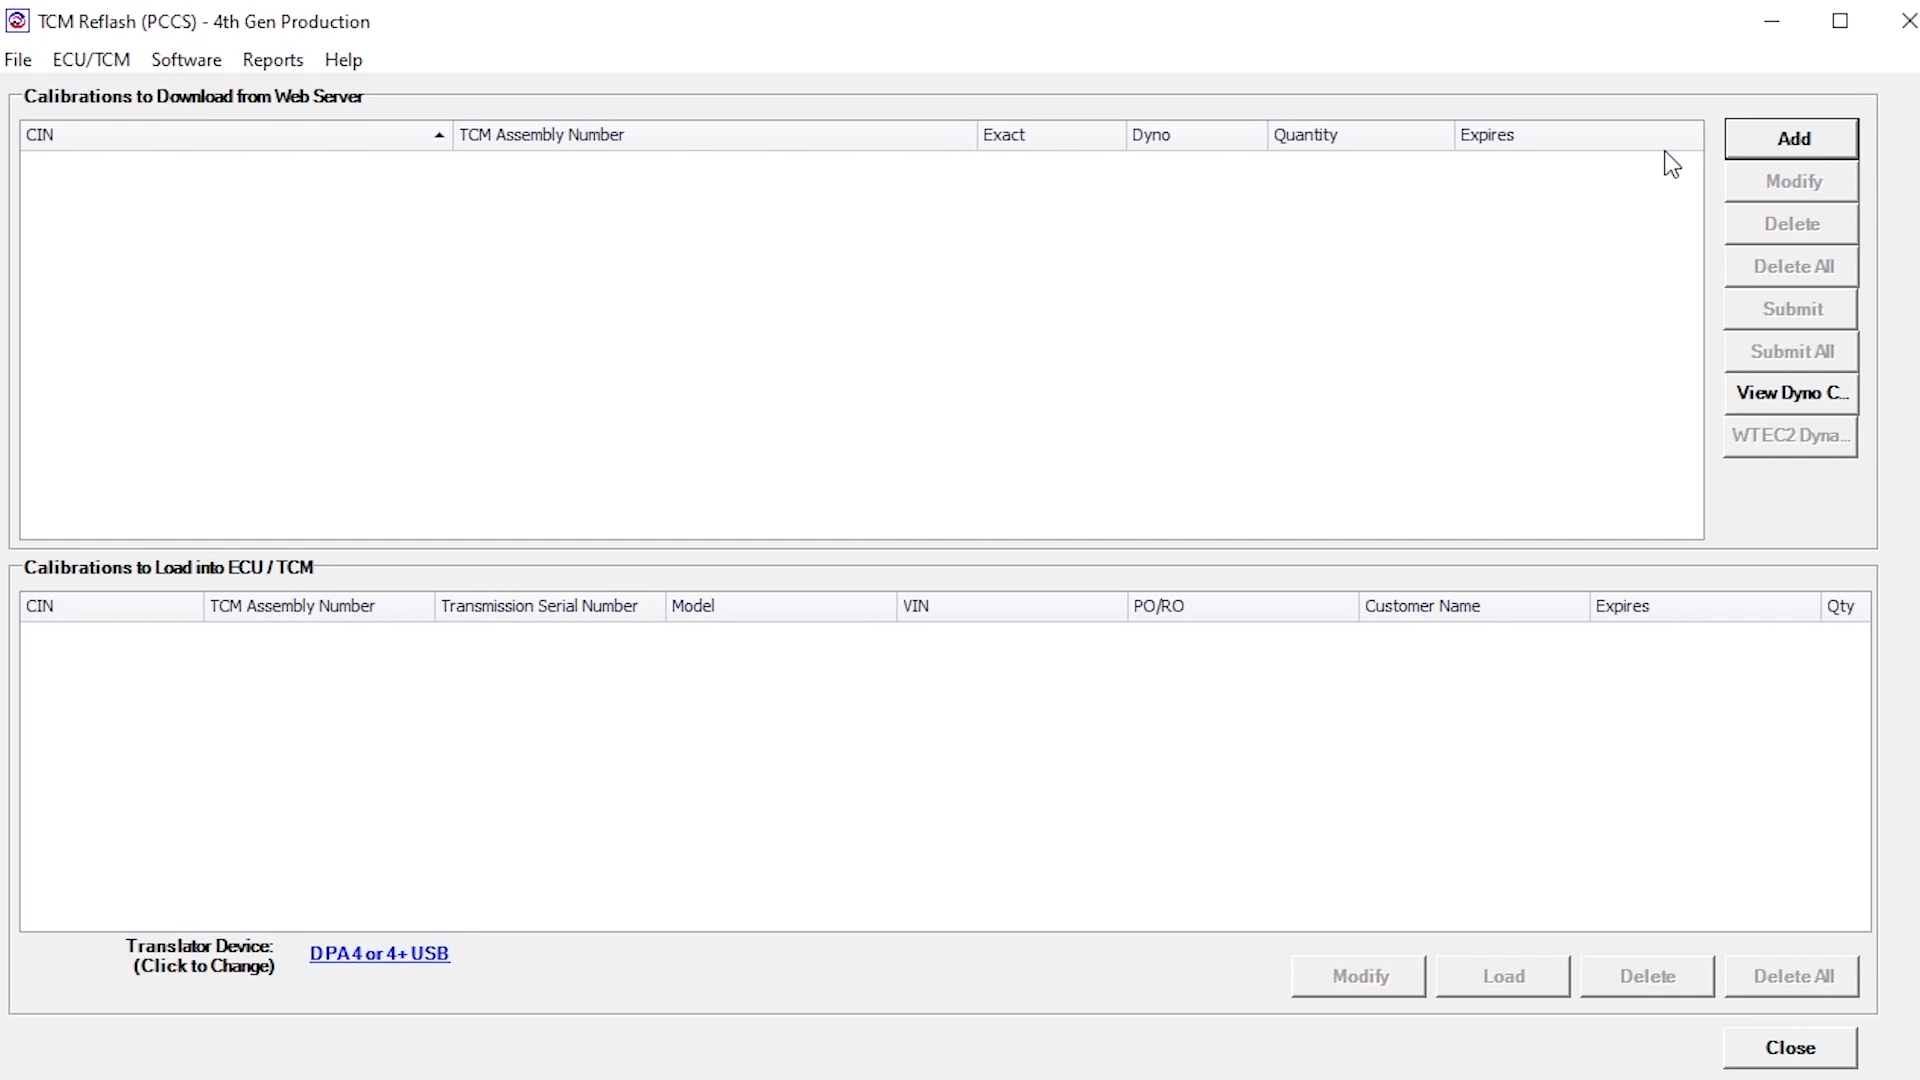 TCM Reflash (PCCS) - 4th Gen Production
File ECU/TCM Software Reports Help
Calibrations to Download from Web Server
CIN TCM Assembly Number Exact Dyno Quantity Expires
Add
Modify
Delete
Delete All
Submit
Submit All
View Dyno C...
WTEC2 Dyna...
Calibrations to Load into ECU / TCM
CIN TCM Assembly Number Transmission Serial Number Model VIN PO/RO Customer Name Expires Qty
Translator Device:
(Click to Change)
DPA 4 or 4+ USB
Modify Load Delete Delete All
Close